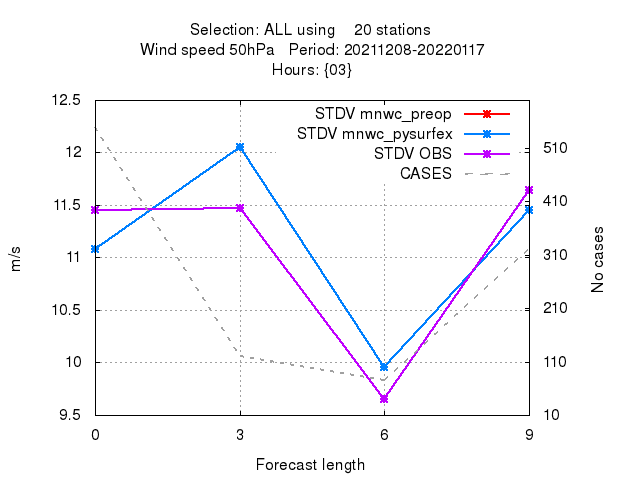 Selection: ALL using 20 stations
Wind speed 50hPa Period: 20211208-20220117
Hours: {03}
STDV mnwc_preop
STDV mnwc_pysurfex
STDV OBS
CASES
12.5
12
11.5
11
10.5
10
9.5
m/s
510
410
310
210
110
10
No cases
0 3 6 9
Forecast length